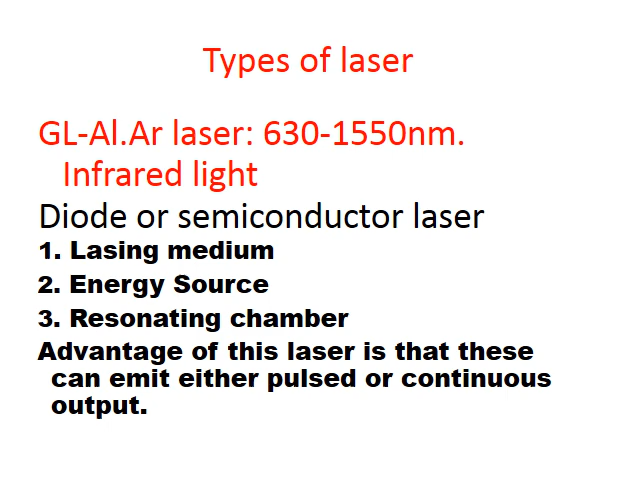 Types of laser
GL-Al.Ar laser: 630-1550nm.
Infrared light
Diode or semiconductor laser
1. Lasing medium
2. Energy Source
3. Resonating chamber
Advantage of this laser is that these
can emit either pulsed or continuous
output.